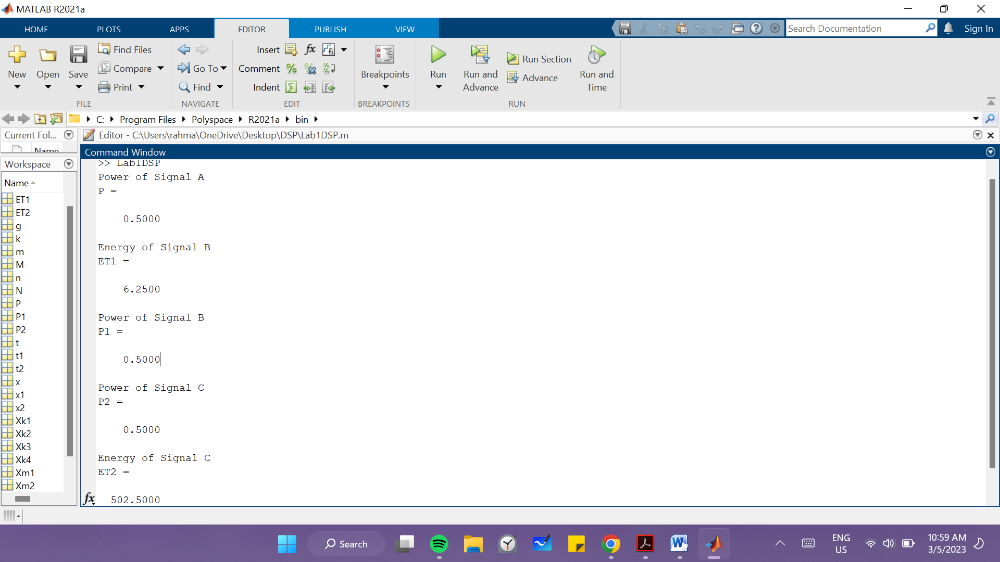 MATLAB R2021a
HOME PLOTS APPS EDITOR PUBLISH VIEW Search Documentation Sign In
New Open Save Find Files Compare Print
FILE
Go To Find
NAVIGATE
Insert fx Comment Indent
EDIT
Breakpoints
BREAKPOINTS
Run Run and Advance Run Section Advance Run and Time
RUN
C: Program Files Polyspace R2021a bin
Current Fol...
Name
Editor - C:\Users\rahma\OneDrive\Desktop\DSP\Lab1DSP.m
Workspace
Name
ET1
ET2
g
k
m
M
n
N
P
P1
P2
t
t1
t2
x
x1
x2
Xk1
Xk2
Xk3
Xk4
Xm1
Xm2
Command Window
>> Lab1DSP
Power of Signal A
P =
0.5000
Energy of Signal B
ET1 =
6.2500
Power of Signal B
P1 =
0.5000
Power of Signal C
P2 =
0.5000
Energy of Signal C
ET2 =
fx 502.5000
Search
ENG
US
10:59 AM
3/5/2023